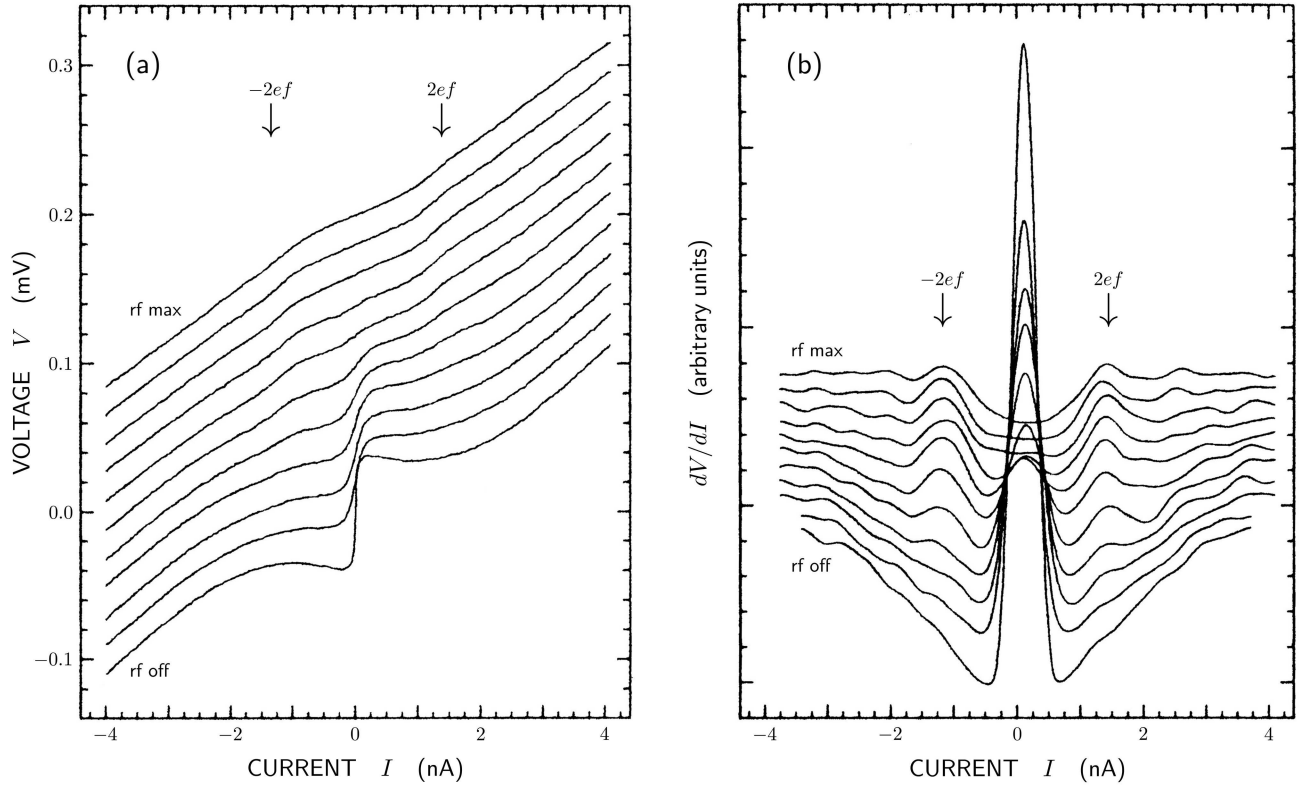 (a)
−2ef
2ef
rf max
rf off
0.3
0.2
0.1
0.0
−0.1
VOLTAGE V (mV)
−4
−2
0
2
4
CURRENT I (nA)
(b)
−2ef
2ef
rf max
rf off
dV/dI (arbitrary units)
−4
−2
0
2
4
CURRENT I (nA)